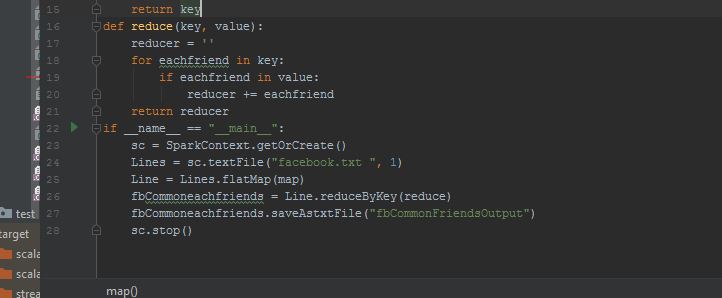 15 return key
16 def reduce(key, value):
17 reducer = ''
18 for eachfriend in key:
19 if eachfriend in value:
20 reducer += eachfriend
21 return reducer
22 if __name__ == "__main__":
23 sc = SparkContext.getOrCreate()
24 Lines = sc.textFile("facebook.txt ", 1)
25 Line = Lines.flatMap(map)
26 fbCommoneachfriends = Line.reduceByKey(reduce)
27 fbCommoneachfriends.saveAstxtFile("fbCommonFriendsOutput")
28 sc.stop()
test
target
scala
scala
strea
map()